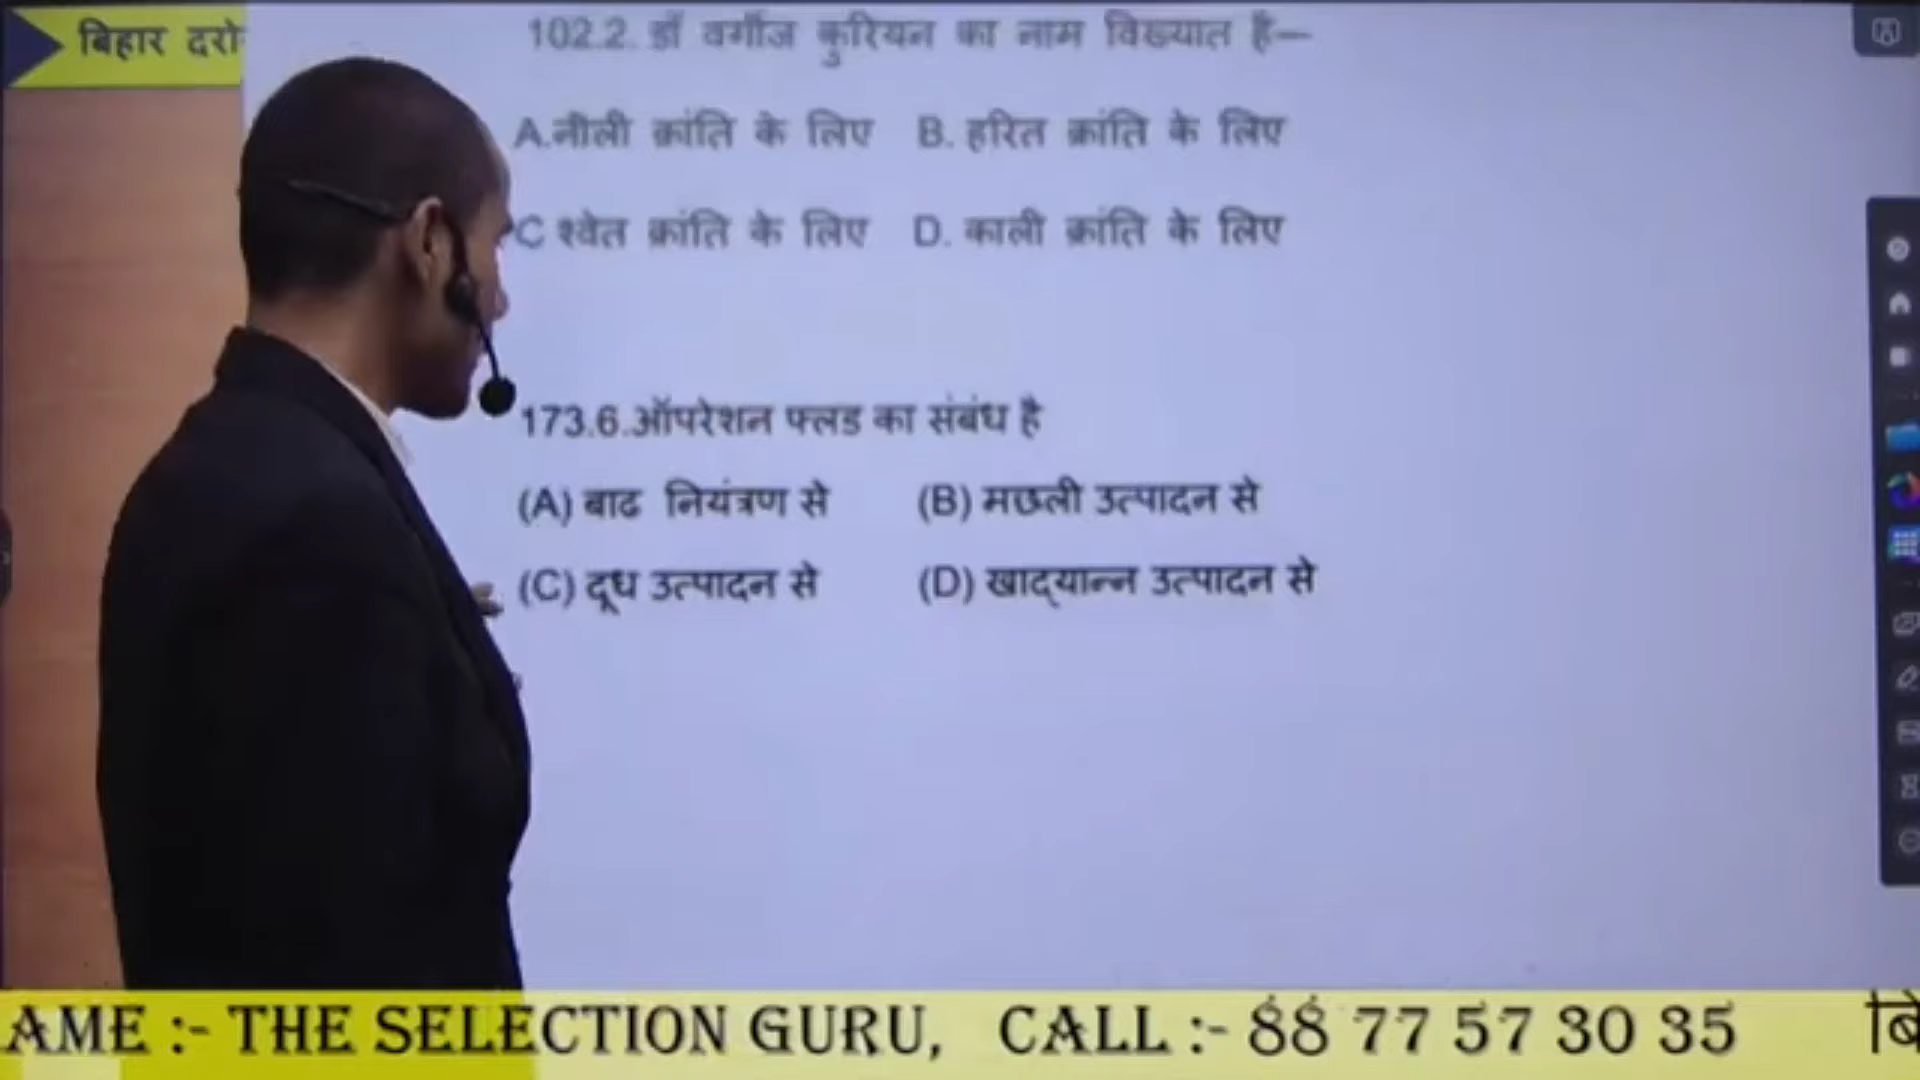 बिहार दरो
102.2. डॉ वर्गीज कुरियन का नाम विख्यात है—
A.नीली क्रांति के लिए B. हरित क्रांति के लिए
C श्वेत क्रांति के लिए D. काली क्रांति के लिए
173.6.ऑपरेशन फ्लड का संबंध है
(A) बाढ नियंत्रण से (B) मछली उत्पादन से
(C) दूध उत्पादन से (D) खाद्यान्न उत्पादन से
AME :- THE SELECTION GURU, CALL :- 88 77 57 30 35 बि